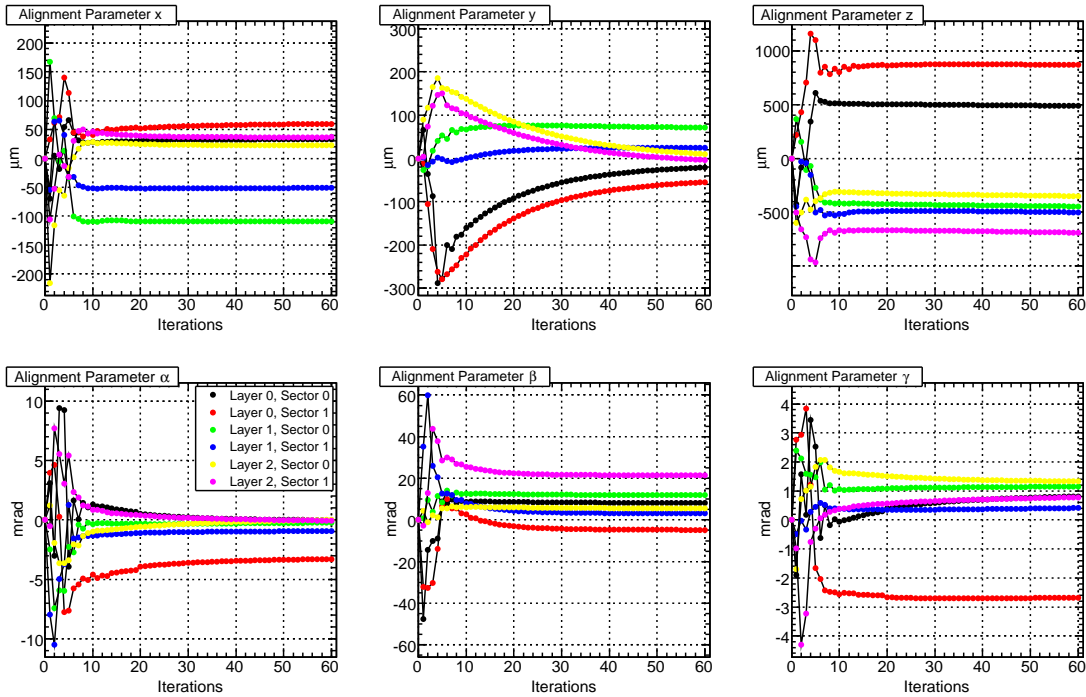 Alignment Parameter x
200
150
100
50
0
-50
-100
-150
-200
μm
0 10 20 30 40 50 60
Iterations
Alignment Parameter y
300
200
100
0
-100
-200
-300
μm
0 10 20 30 40 50 60
Iterations
Alignment Parameter z
1000
500
0
-500
μm
0 10 20 30 40 50 60
Iterations
Alignment Parameter α
10
5
0
-5
-10
mrad
Layer 0, Sector 0
Layer 0, Sector 1
Layer 1, Sector 0
Layer 1, Sector 1
Layer 2, Sector 0
Layer 2, Sector 1
0 10 20 30 40 50 60
Iterations
Alignment Parameter β
60
40
20
0
-20
-40
-60
mrad
0 10 20 30 40 50 60
Iterations
Alignment Parameter γ
4
3
2
1
0
1
-2
-3
-4
mrad
0 10 20 30 40 50 60
Iterations